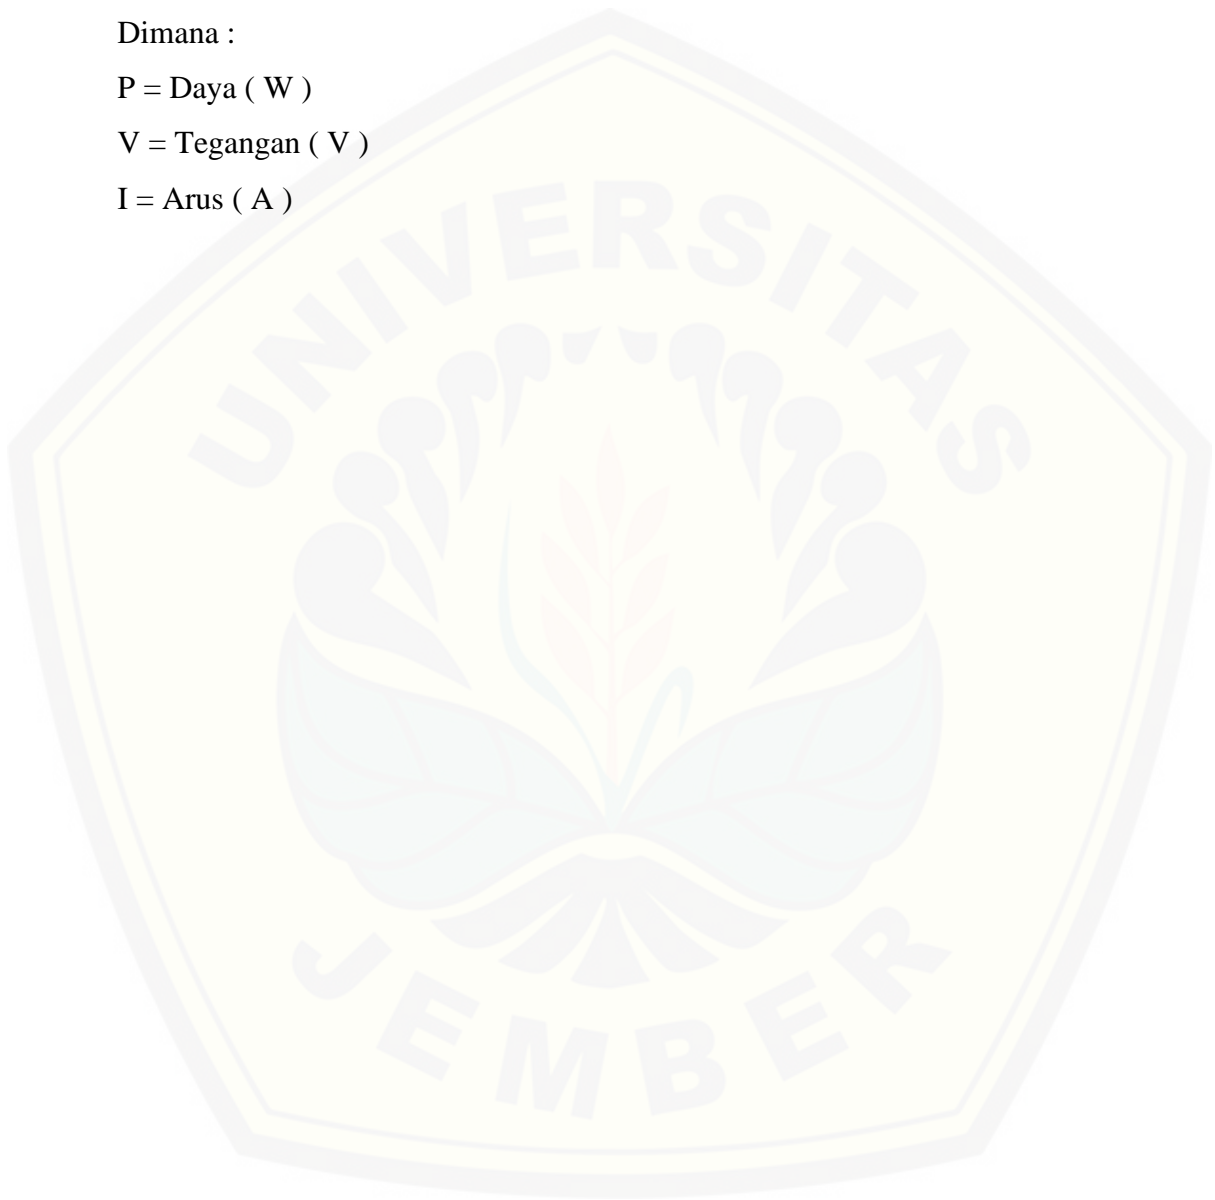 Dimana :
P = Daya ( W )
V = Tegangan ( V )
I = Arus ( A )
UNIVERSITAS
JEMBER